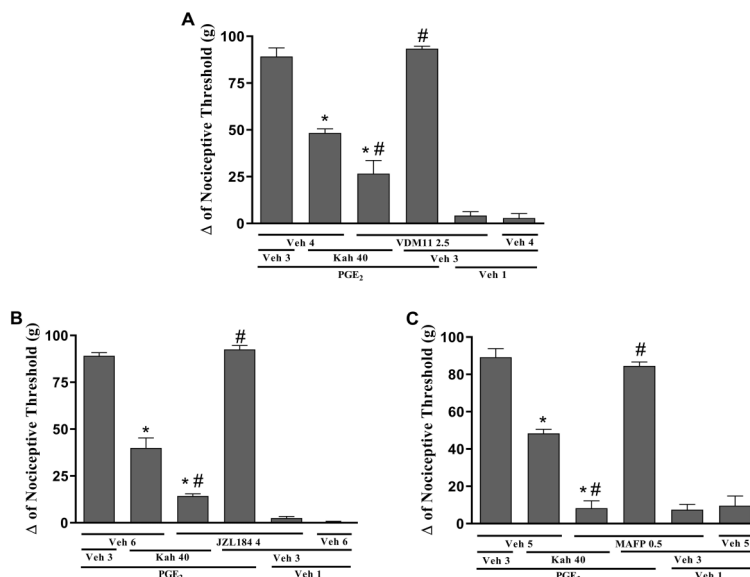 A
Δ of Nociceptive Threshold (g)
100
75
50
25
0
*
* #
#
Veh 4
VDM11 2.5
Veh 4
Veh 3
Kah 40
Veh 3
PGE₂
Veh 1
B
Δ of Nociceptive Threshold (g)
100
75
50
25
0
*
* #
#
Veh 6
JZL184 4
Veh 6
Veh 3
Kah 40
Veh 3
PGE₂
Veh 1
C
Δ of Nociceptive Threshold (g)
100
80
60
40
20
0
*
* #
#
Veh 5
MAFP 0.5
Veh 5
Veh 3
Kah 40
Veh 3
PGE₂
Veh 1